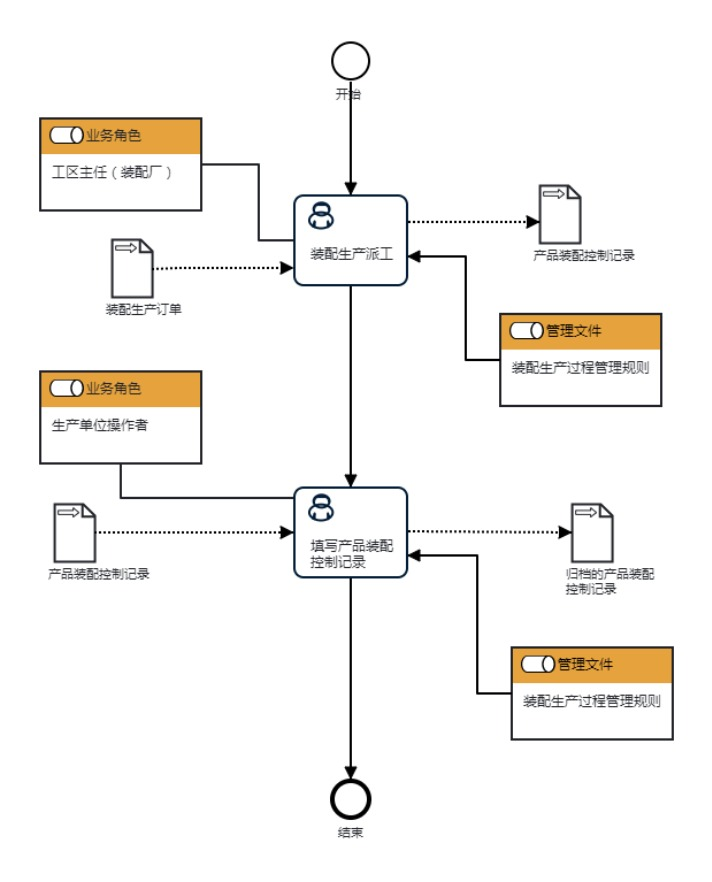 开始
业务角色
工区主任（装配厂）
装配生产派工
产品装配控制记录
装配生产订单
管理文件
装配生产过程管理规则
业务角色
生产单位操作者
填写产品装配
控制记录
产品装配控制记录
归档的产品装配
控制记录
管理文件
装配生产过程管理规则
结束